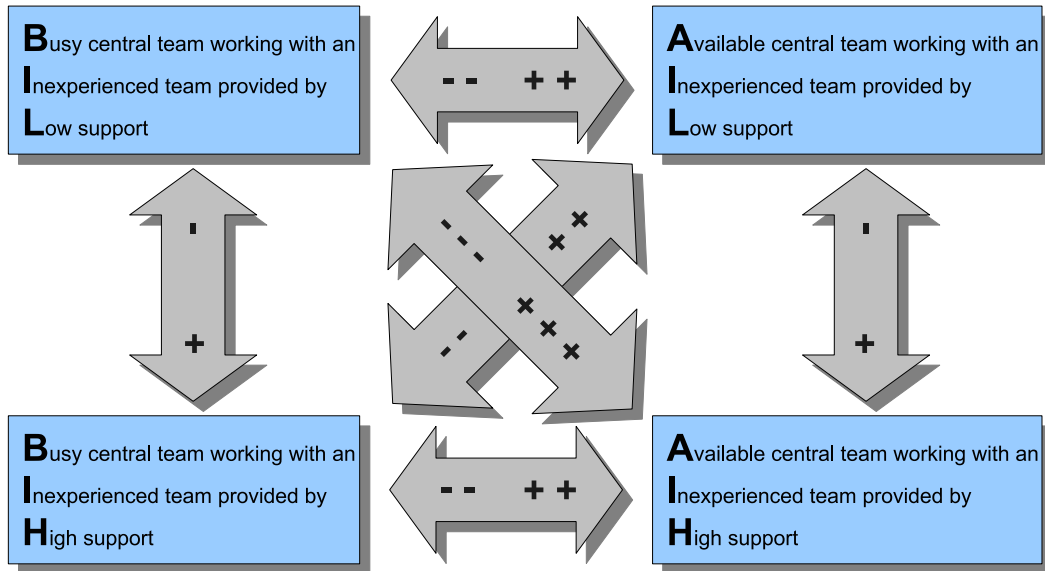 Busy central team working with an
Inexperienced team provided by
Low support
-- ++
Available central team working with an
Inexperienced team provided by
Low support
-
+
---
+++
++
--
-
+
Busy central team working with an
Inexperienced team provided by
High support
-- ++
Available central team working with an
Inexperienced team provided by
High support